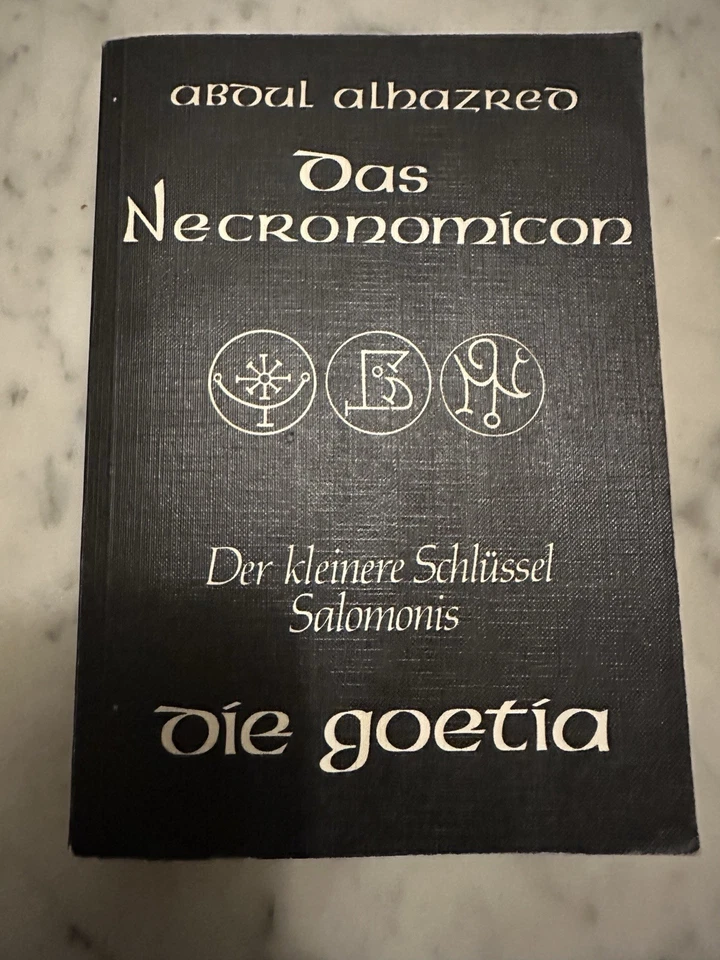 abdul alhazred
Das
Necronomicon
Der kleinere Schlüssel
Salomonis
die goetia